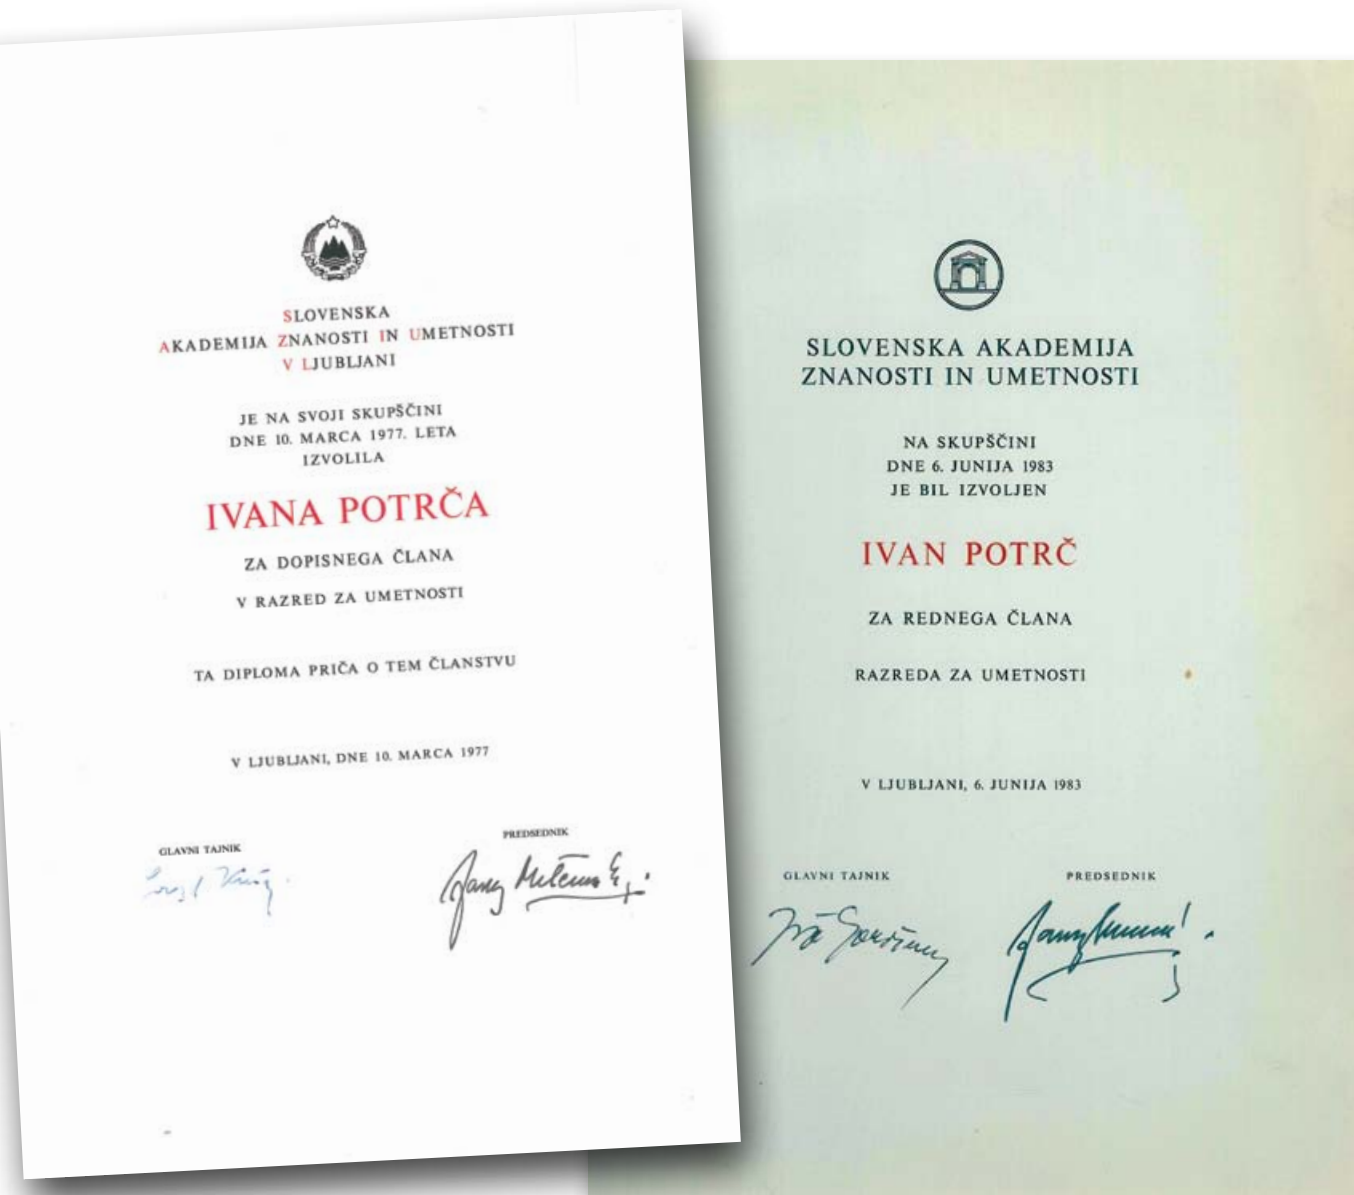 SLOVENSKA
AKADEMIJA ZNANOSTI IN UMETNOSTI
V LJUBLJANI
JE NA SVOJI SKUPŠČINI
DNE 10. MARCA 1977. LETA
IZVOLILA
IVANA POTRČA
ZA DOPISNEGA ČLANA
V RAZRED ZA UMETNOSTI
TA DIPLOMA PRIČA O TEM ČLANSTVU
V LJUBLJANI, DNE 10. MARCA 1977
GLAVNI TAJNIK
PREDSEDNIK
SLOVENSKA AKADEMIJA
ZNANOSTI IN UMETNOSTI
NA SKUPŠČINI
DNE 6. JUNIJA 1983
JE BIL IZVOLJEN
IVAN POTRČ
ZA REDNEGA ČLANA
RAZREDA ZA UMETNOSTI
V LJUBLJANI, 6. JUNIJA 1983
GLAVNI TAJNIK
PREDSEDNIK